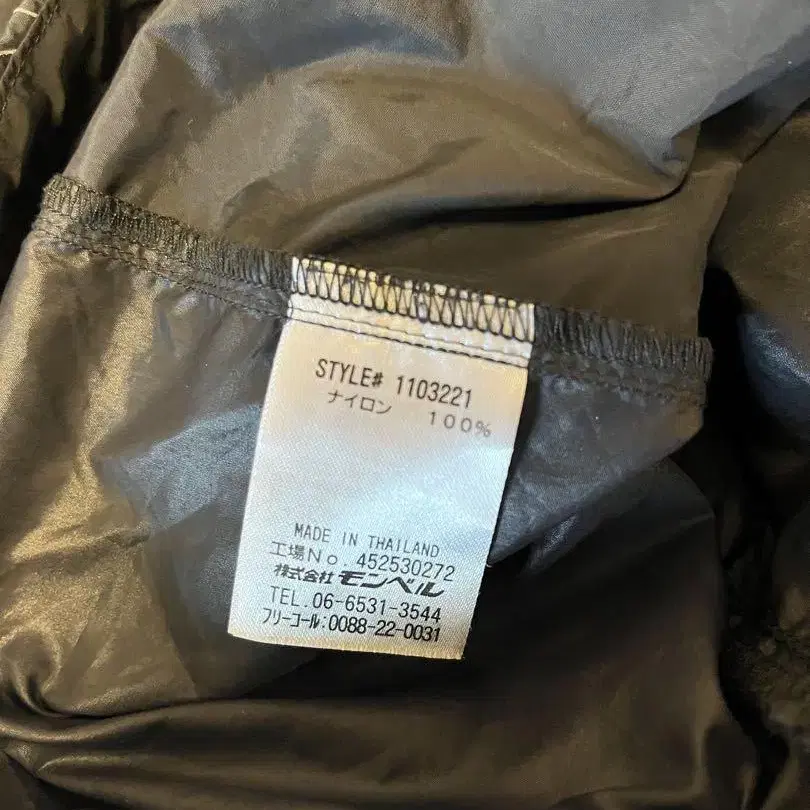 STYLE# 1103221
ナイロン 100%
MADE IN THAILAND
工場No 452530272
株式会社モンベル
TEL.06-6531-3544
フリーコール:0088-22-0031